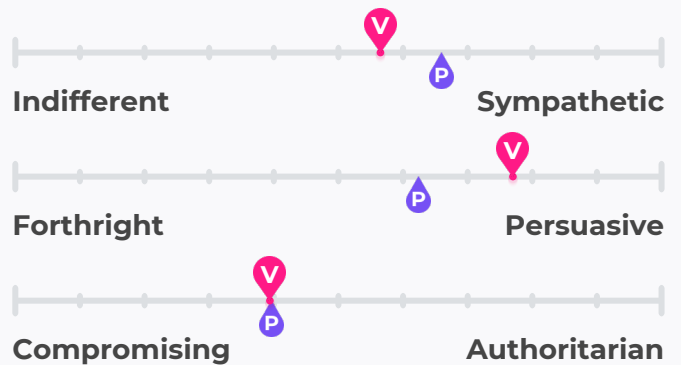 V
P
Indifferent Sympathetic
V
P
Forthright Persuasive
V
P
Compromising Authoritarian